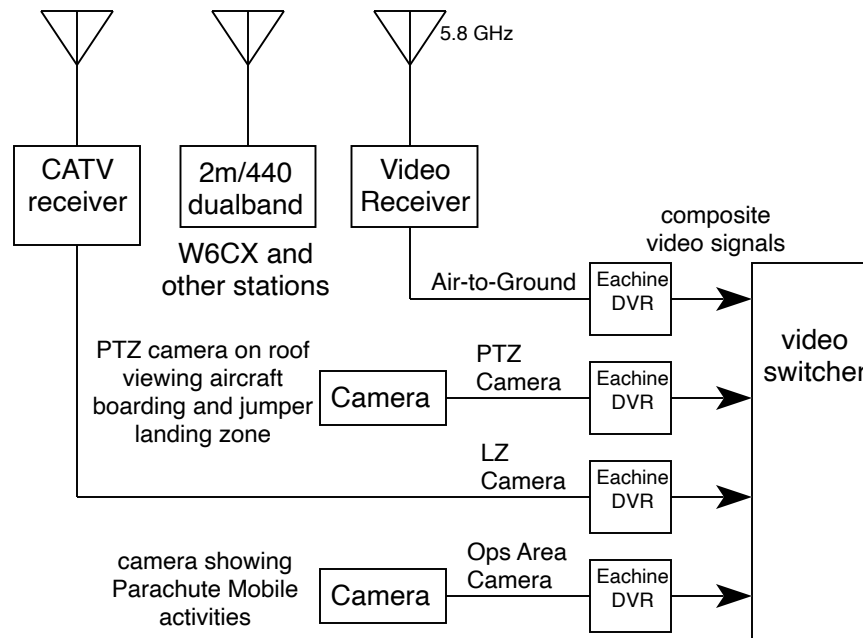 5.8 GHz
CATV
receiver
2m/440
dualband
Video
Receiver
W6CX and
other stations
composite
video signals
Air-to-Ground
Eachine
DVR
video
switcher
PTZ camera on roof
viewing aircraft
boarding and jumper
landing zone
Camera
PTZ
Camera
Eachine
DVR
LZ
Camera
Eachine
DVR
camera showing
Parachute Mobile
activities
Camera
Ops Area
Camera
Eachine
DVR